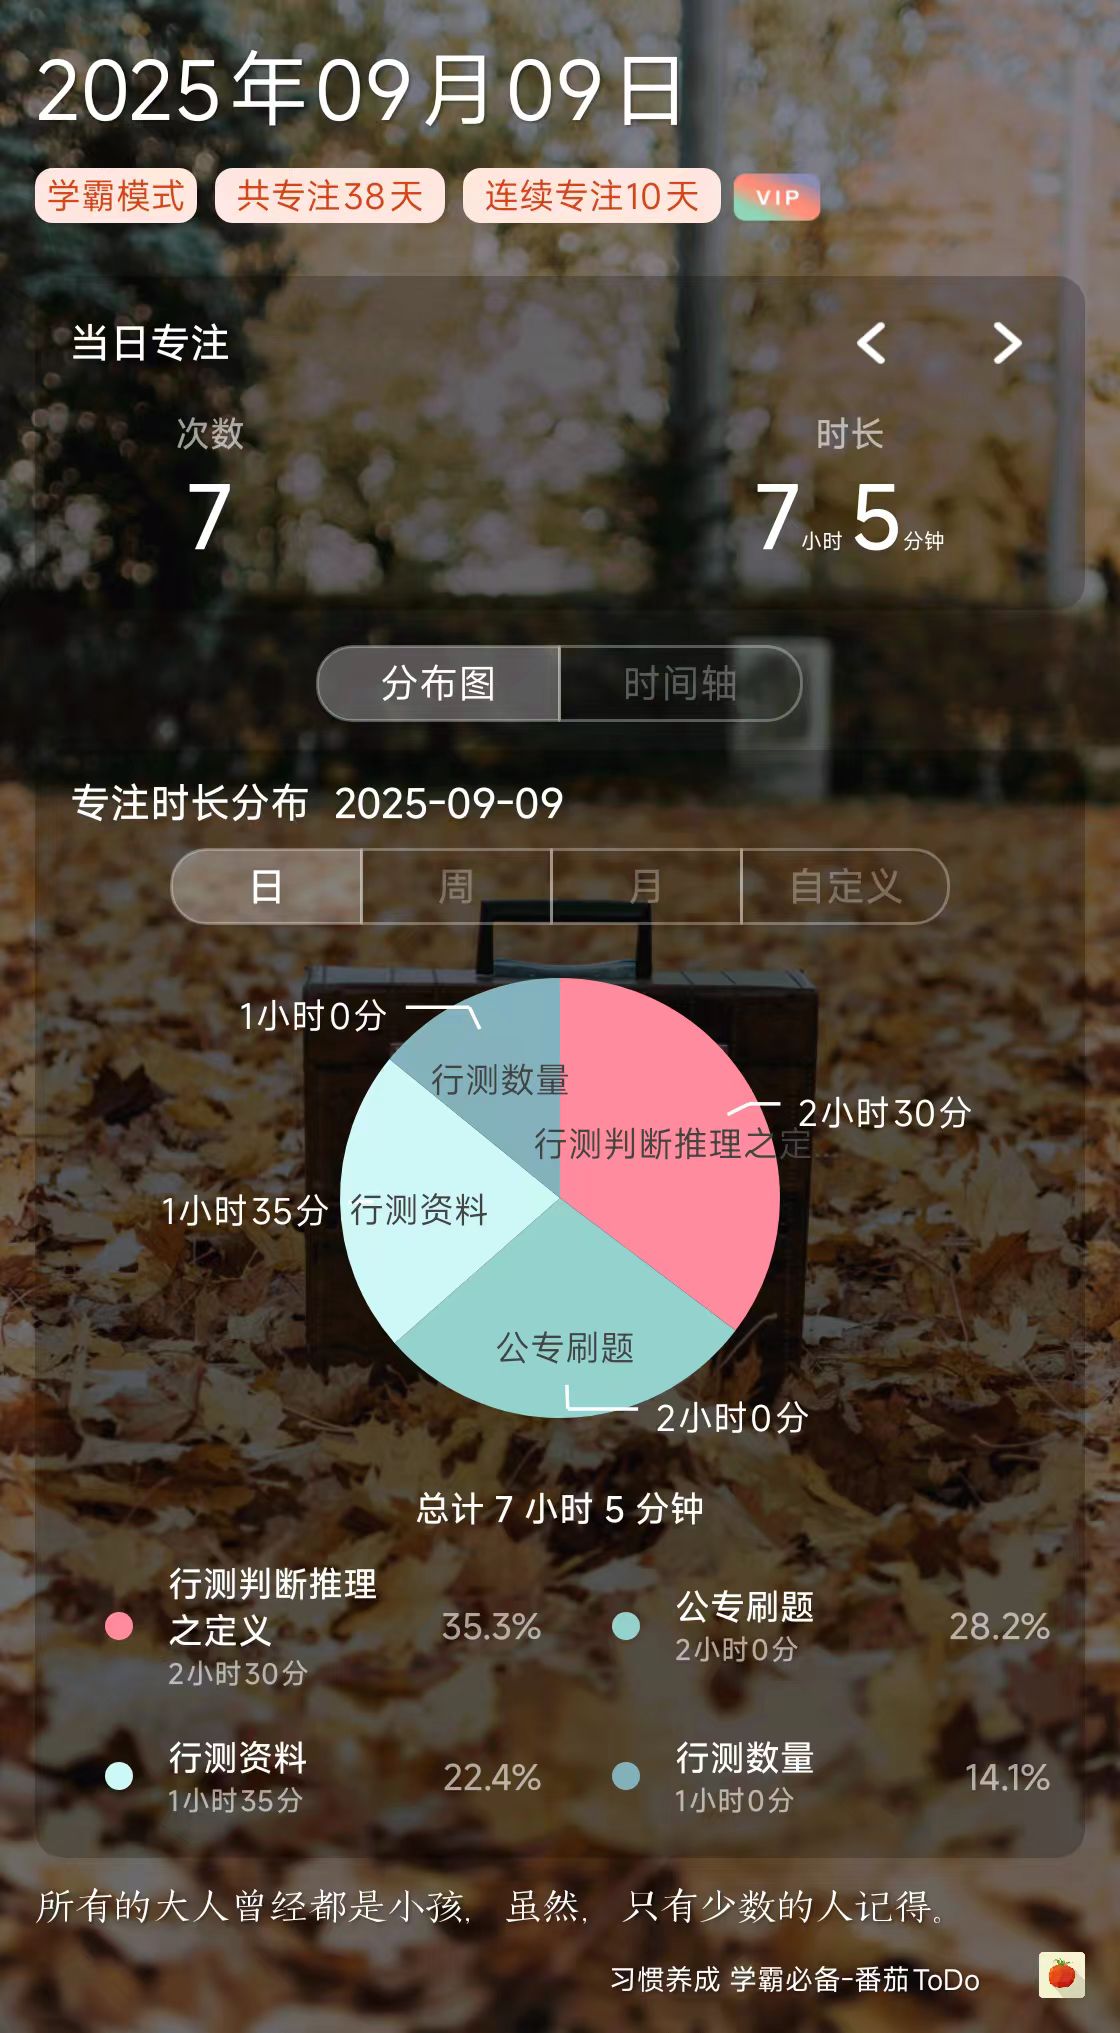 2025年09月09日
学霸模式 共专注38天 连续专注10天 VIP
当日专注
次数 时长
7 7小时5分钟
分布图 时间轴
专注时长分布 2025-09-09
日 周 月 自定义
1小时0分
行测数量
2小时30分
行测判断推理之定...
1小时35分 行测资料
公专刷题
2小时0分
总计 7 小时 5 分钟
行测判断推理
之定义
2小时30分
35.3%
公专刷题
2小时0分
28.2%
行测资料
1小时35分
22.4%
行测数量
1小时0分
14.1%
所有的大人曾经都是小孩，虽然，只有少数的人记得。
习惯养成 学霸必备-番茄ToDo